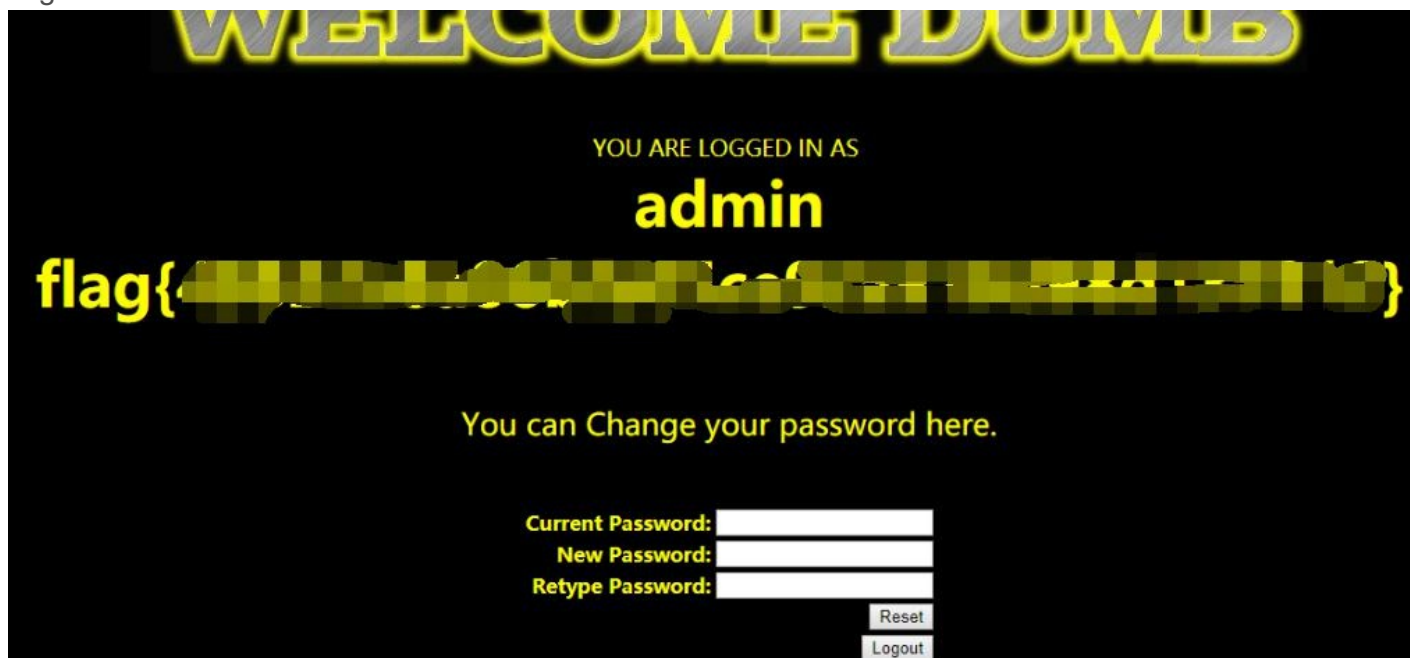 WELCOME DUMB
YOU ARE LOGGED IN AS
admin
flag{
}
You can Change your password here.
Current Password:
New Password:
Retype Password:
Reset
Logout